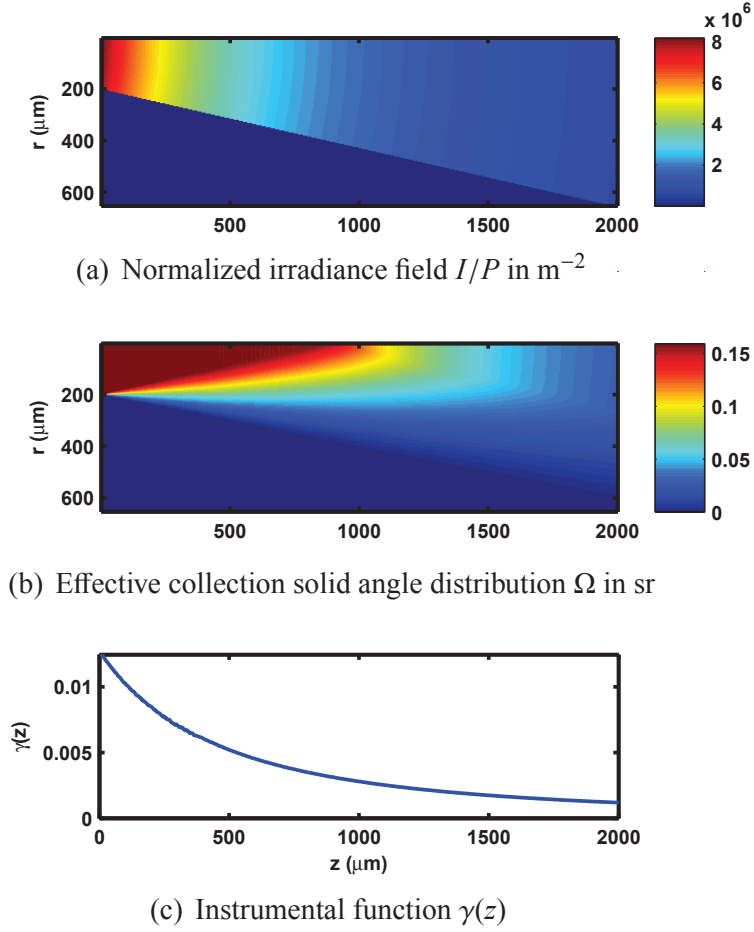 x 10⁶
8
6
4
2
r (μm)
200
400
600
500 1000 1500 2000
(a) Normalized irradiance field I/P in m⁻²
0.15
0.1
0.05
0
r (μm)
200
400
600
500 1000 1500 2000
(b) Effective collection solid angle distribution Ω in sr
γ(z)
0.01
0.005
0
0 500 1000 1500 2000
z (μm)
(c) Instrumental function γ(z)